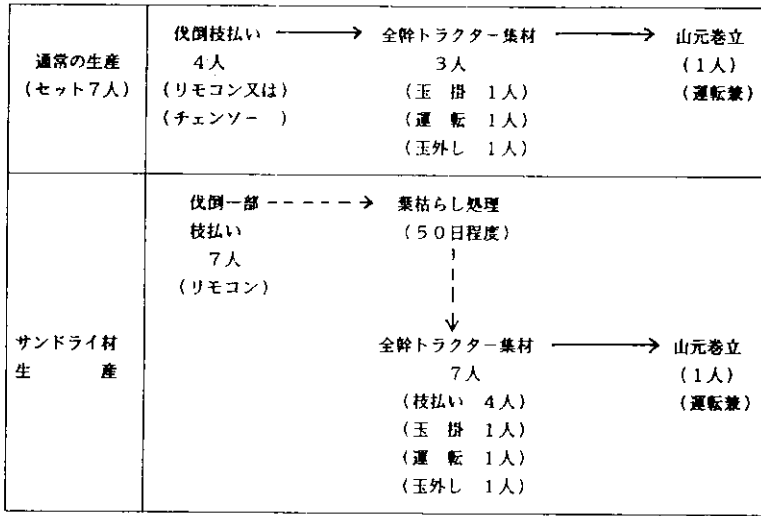 通常の生産
(セット7人)
伐倒枝払い → 全幹トラクター集材 → 山元巻立
4人 3人 (1人)
(リモコン又は) (玉 掛 1人) (運転兼)
(チェンソー ) (運 転 1人)
(玉外し 1人)
サンドライ材
生 産
伐倒一部 - - - - → 葉枯らし処理
枝払い (50日程度)
7人
(リモコン)
全幹トラクター集材 → 山元巻立
7人 (1人)
(枝払い 4人) (運転兼)
(玉 掛 1人)
(運 転 1人)
(玉外し 1人)